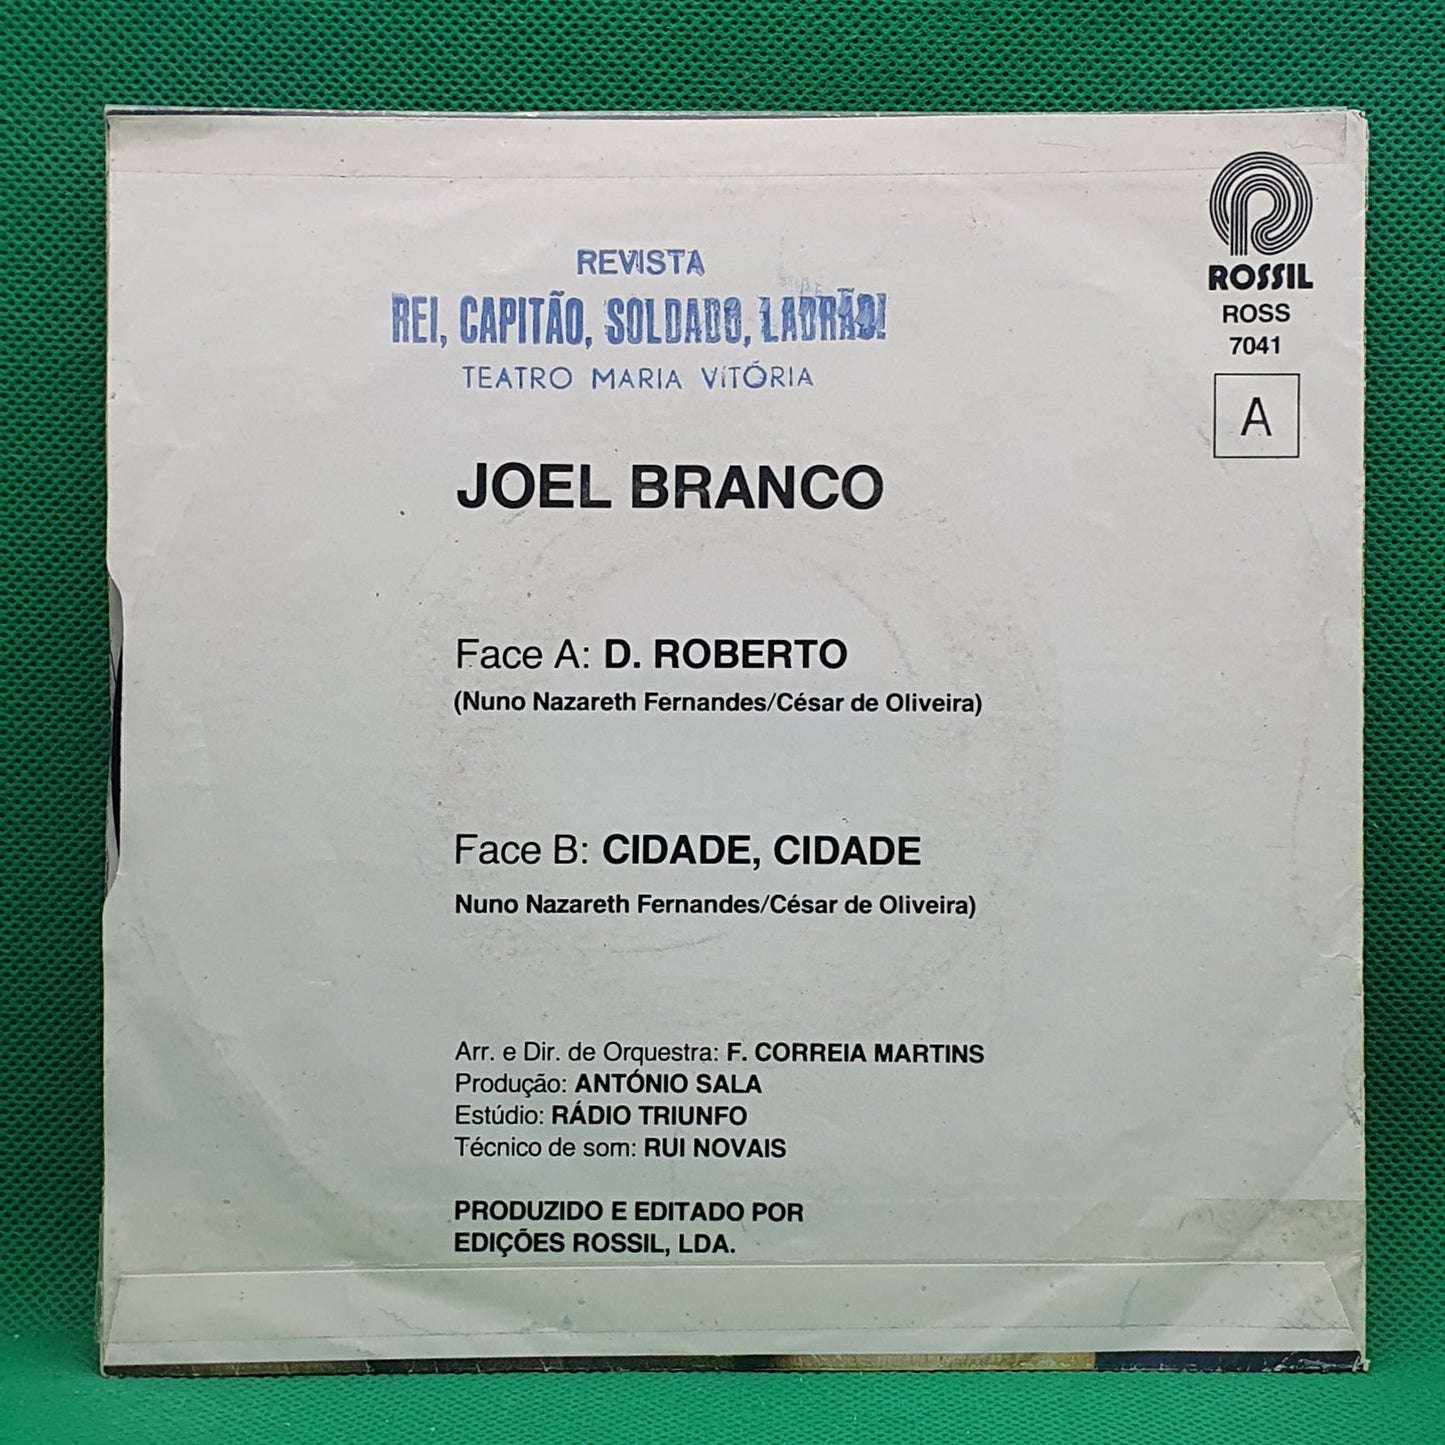 ROSSIL
ROSS
7041
A
REVISTA
REI, CAPITÃO, SOLDADO, LADRÃO!
TEATRO MARIA VITÓRIA
JOEL BRANCO
Face A: D. ROBERTO
(Nuno Nazareth Fernandes/César de Oliveira)
Face B: CIDADE, CIDADE
Nuno Nazareth Fernandes/César de Oliveira)
Arr. e Dir. de Orquestra: F. CORREIA MARTINS
Produção: ANTÓNIO SALA
Estúdio: RÁDIO TRIUNFO
Técnico de som: RUI NOVAIS
PRODUZIDO E EDITADO POR
EDIÇÕES ROSSIL, LDA.